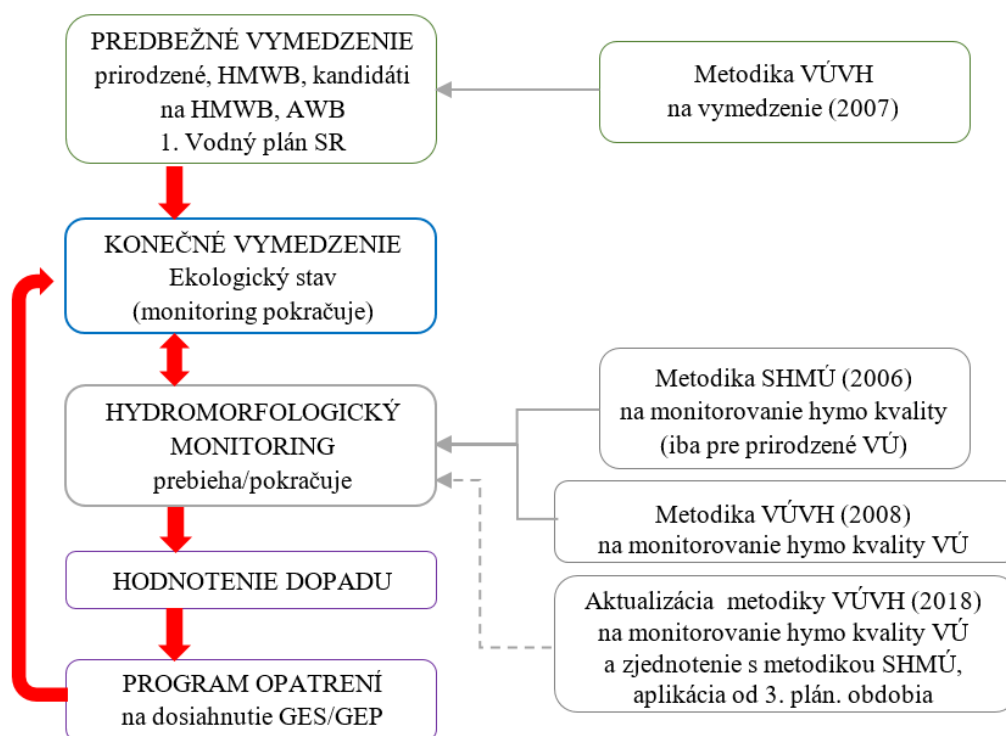 PREDBEŽNÉ VYMEDZENIE
prirodzené, HMWB, kandidáti
na HMWB, AWB
1. Vodný plán SR
Metodika VÚVH
na vymedzenie (2007)
KONEČNÉ VYMEDZENIE
Ekologický stav
(monitoring pokračuje)
HYDROMORFOLOGICKÝ
MONITORING
prebieha/pokračuje
Metodika SHMÚ (2006)
na monitorovanie hymo kvality
(iba pre prirodzené VÚ)
Metodika VÚVH (2008)
na monitorovanie hymo kvality VÚ
HODNOTENIE DOPADU
Aktualizácia metodiky VÚVH (2018)
na monitorovanie hymo kvality VÚ
a zjednotenie s metodikou SHMÚ,
aplikácia od 3. plán. obdobia
PROGRAM OPATRENÍ
na dosiahnutie GES/GEP